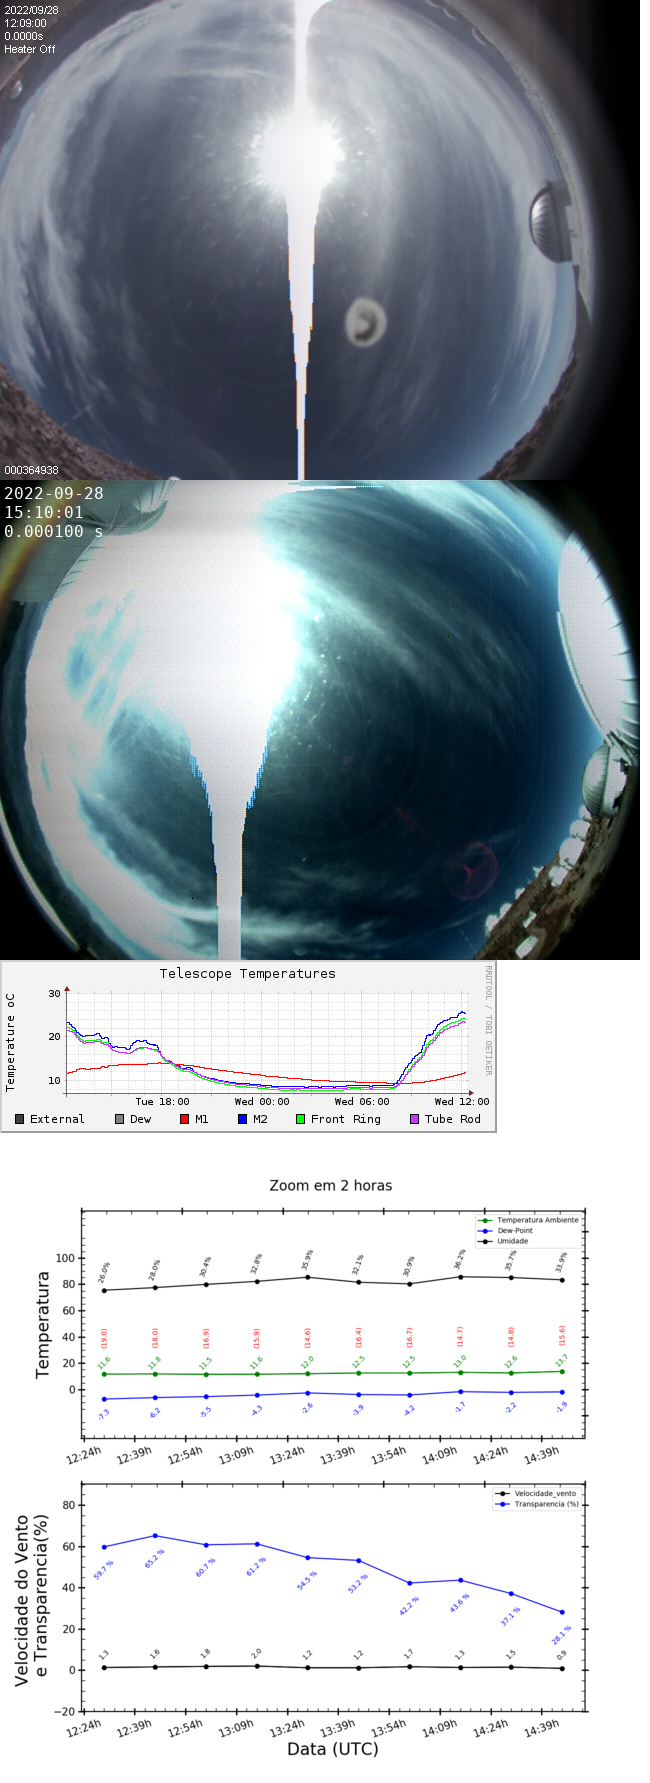 2022/09/28
12:09:00
0.0000s
Heater Off
000364938
2022-09-28
15:10:01
0.000100 s
Telescope Temperatures
RRDTOOL / TOBI OETIKER
Temperature oC
30
20
10
Tue 18:00 Wed 00:00 Wed 06:00 Wed 12:00
External Dew M1 M2 Front Ring Tube Rod
Zoom em 2 horas
Temperatura Ambiente
Dew-Point
Umidade
Temperatura
100
80
60
40
20
0
26.0% 28.0% 30.4% 32.8% 35.9% 32.1% 30.9% 36.2% 35.7% 33.9%
(19.0) (18.0) (16.9) (15.9) (14.6) (16.4) (16.7) (14.7) (14.8) (15.6)
11.6 11.8 11.5 11.6 12.0 12.5 12.5 13.0 12.6 13.7
-7.3 -6.2 -5.5 -4.3 -2.6 -3.9 -4.2 -1.7 -2.2 -1.9
12:24h 12:39h 12:54h 13:09h 13:24h 13:39h 13:54h 14:09h 14:24h 14:39h
Velocidade_vento
Transparencia (%)
Velocidade do Vento
e Transparencia(%)
80
60
40
20
0
−20
59.7 % 65.2 % 60.7 % 61.2 % 54.5 % 53.2 % 42.2 % 43.6 % 37.1 % 28.1 %
1.3 1.6 1.8 2.0 1.2 1.2 1.7 1.3 1.5 0.9
12:24h 12:39h 12:54h 13:09h 13:24h 13:39h 13:54h 14:09h 14:24h 14:39h
Data (UTC)